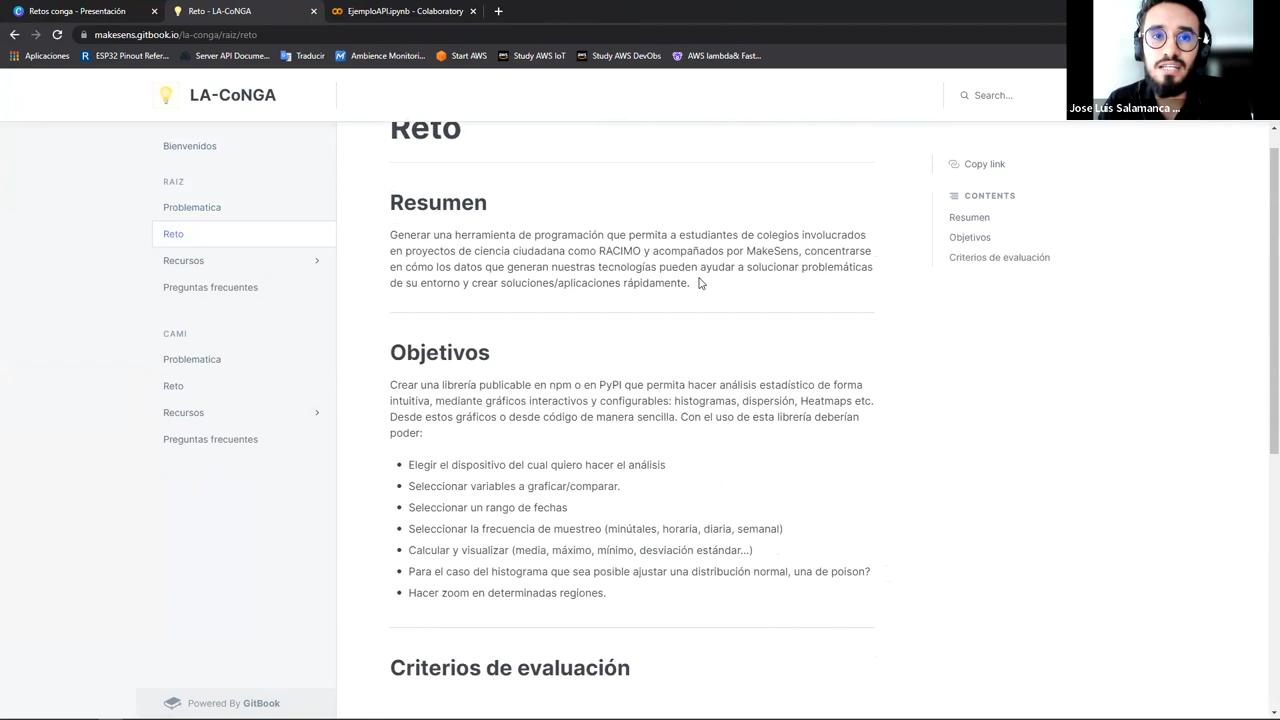 Retos conga - Presentación
Reto - LA-CoNGA
EjemploAPI.ipynb - Colaboratory
makesens.gitbook.io/la-conga/raiz/reto
Aplicaciones
ESP32 Pinout Refer...
Server API Docume...
Traducir
Ambience Monitori...
Start AWS
Study AWS IoT
Study AWS DevObs
AWS lambda& Fast...
Jose Luis Salamanca ...
LA-CoNGA
Search...
Bienvenidos
RAIZ
Problematica
Reto
Recursos
Preguntas frecuentes
CAMI
Problematica
Reto
Recursos
Preguntas frecuentes
Powered By GitBook
Reto
Resumen
Generar una herramienta de programación que permita a estudiantes de colegios involucrados
en proyectos de ciencia ciudadana como RACIMO y acompañados por MakeSens, concentrarse
en cómo los datos que generan nuestras tecnologías pueden ayudar a solucionar problemáticas
de su entorno y crear soluciones/aplicaciones rápidamente.
Objetivos
Crear una librería publicable en npm o en PyPI que permita hacer análisis estadístico de forma
intuitiva, mediante gráficos interactivos y configurables: histogramas, dispersión, Heatmaps etc.
Desde estos gráficos o desde código de manera sencilla. Con el uso de esta librería deberían
poder:
• Elegir el dispositivo del cual quiero hacer el análisis
• Seleccionar variables a graficar/comparar.
• Seleccionar un rango de fechas
• Seleccionar la frecuencia de muestreo (minútales, horaria, diaria, semanal)
• Calcular y visualizar (media, máximo, mínimo, desviación estándar...)
• Para el caso del histograma que sea posible ajustar una distribución normal, una de poison?
• Hacer zoom en determinadas regiones.
Criterios de evaluación
Copy link
CONTENTS
Resumen
Objetivos
Criterios de evaluación